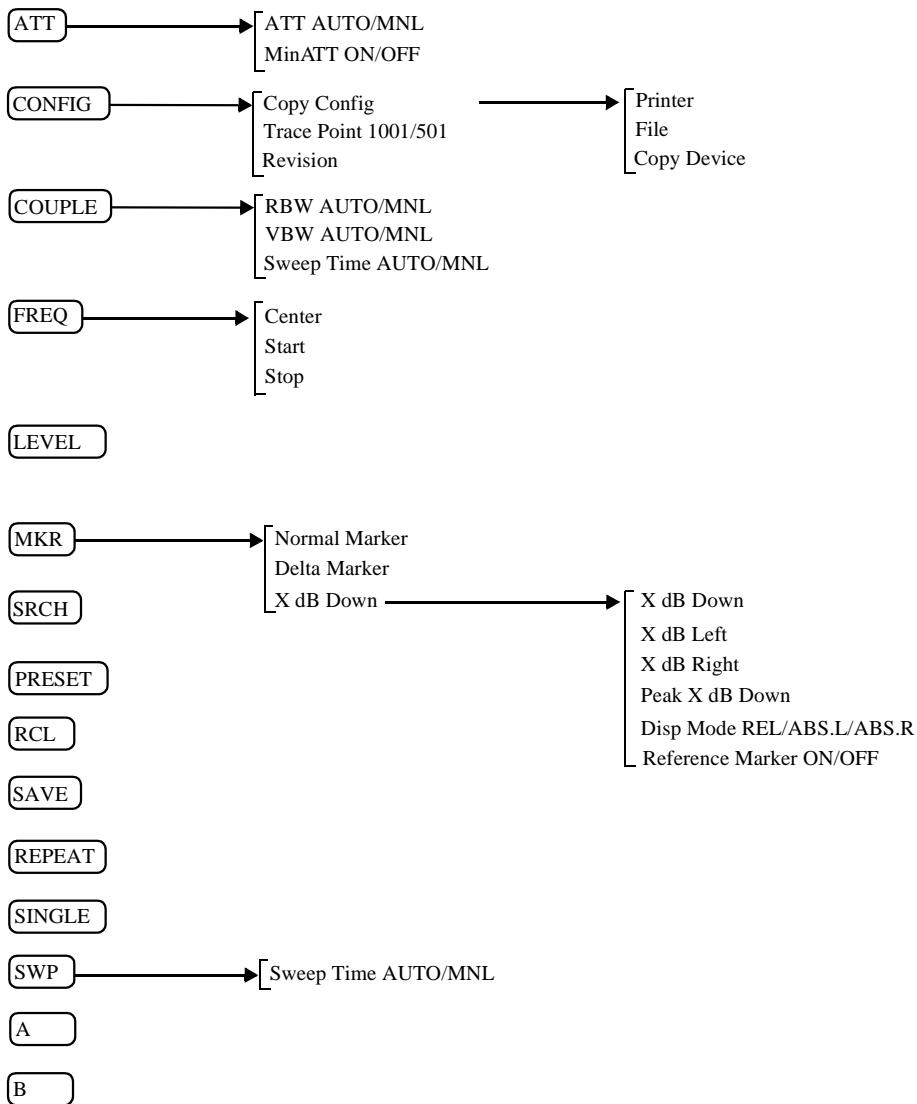 ATT
ATT AUTO/MNL
MinATT ON/OFF
CONFIG
Copy Config
Trace Point 1001/501
Revision
Printer
File
Copy Device
COUPLE
RBW AUTO/MNL
VBW AUTO/MNL
Sweep Time AUTO/MNL
FREQ
Center
Start
Stop
LEVEL
MKR
Normal Marker
Delta Marker
X dB Down
X dB Down
X dB Left
X dB Right
Peak X dB Down
Disp Mode REL/ABS.L/ABS.R
Reference Marker ON/OFF
SRCH
PRESET
RCL
SAVE
REPEAT
SINGLE
SWP
Sweep Time AUTO/MNL
A
B